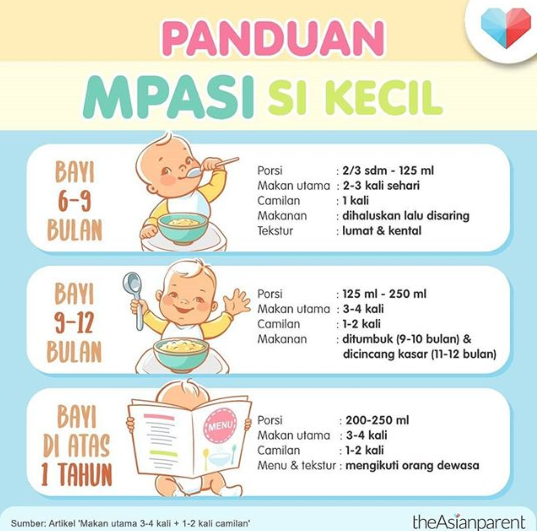 PANDUAN
MPASI SI KECIL
BAYI
6-9
BULAN
Porsi : 2/3 sdm - 125 ml
Makan utama : 2-3 kali sehari
Camilan : 1 kali
Makanan : dihaluskan lalu disaring
Tekstur : lumat & kental
BAYI
9-12
BULAN
Porsi : 125 ml - 250 ml
Makan utama : 3-4 kali
Camilan : 1-2 kali
Makanan : ditumbuk (9-10 bulan) &
dicincang kasar (11-12 bulan)
BAYI
DI ATAS
1 TAHUN
MENU
Porsi : 200-250 ml
Makan utama : 3-4 kali
Camilan : 1-2 kali
Menu & tekstur : mengikuti orang dewasa
Sumber: Artikel 'Makan utama 3-4 kali + 1-2 kali camilan'
theAsianparent